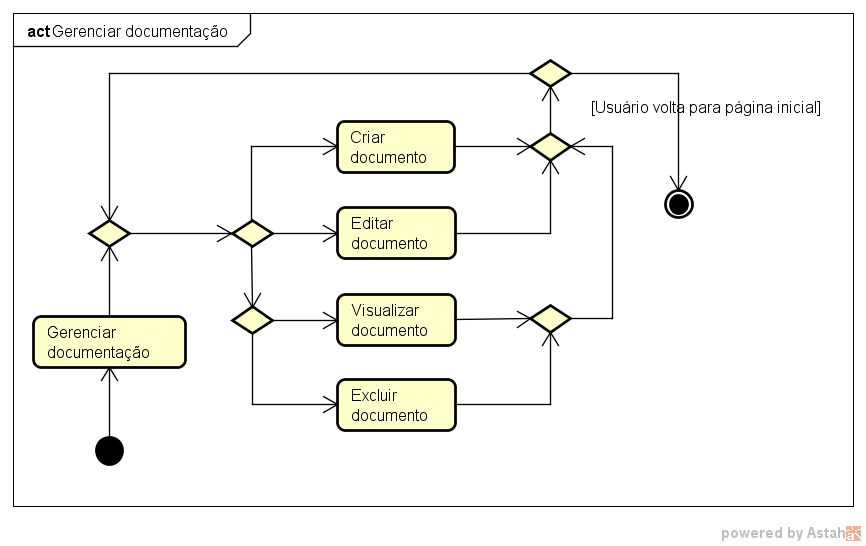 act Gerenciar documentação
[Usuário volta para página inicial]
Criar
documento
Editar
documento
Visualizar
documento
Gerenciar
documentação
Excluir
documento
powered by Astah